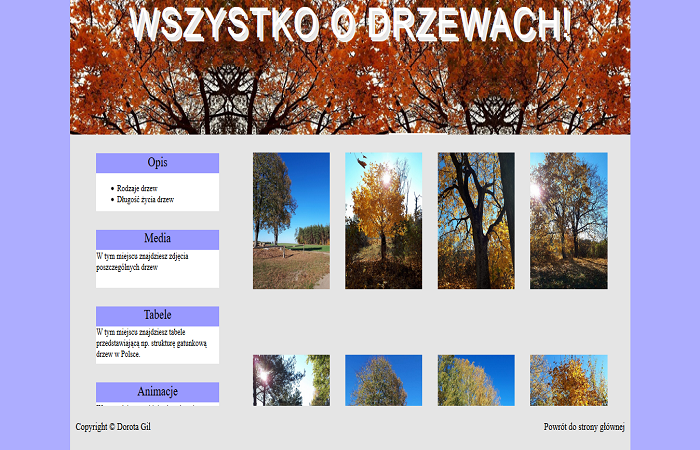 WSZYSTKO O DRZEWACH!
Opis
Rodzaje drzew
Długość życia drzew
Media
W tym miejscu znajdziesz zdjęcia
poszczególnych drzew
Tabele
W tym miejscu znajdziesz tabele
przedstawiającą np. strukturę gatunkową
drzew w Polsce.
Animacje
Copyright © Dorota Gil
Powrót do strony głównej